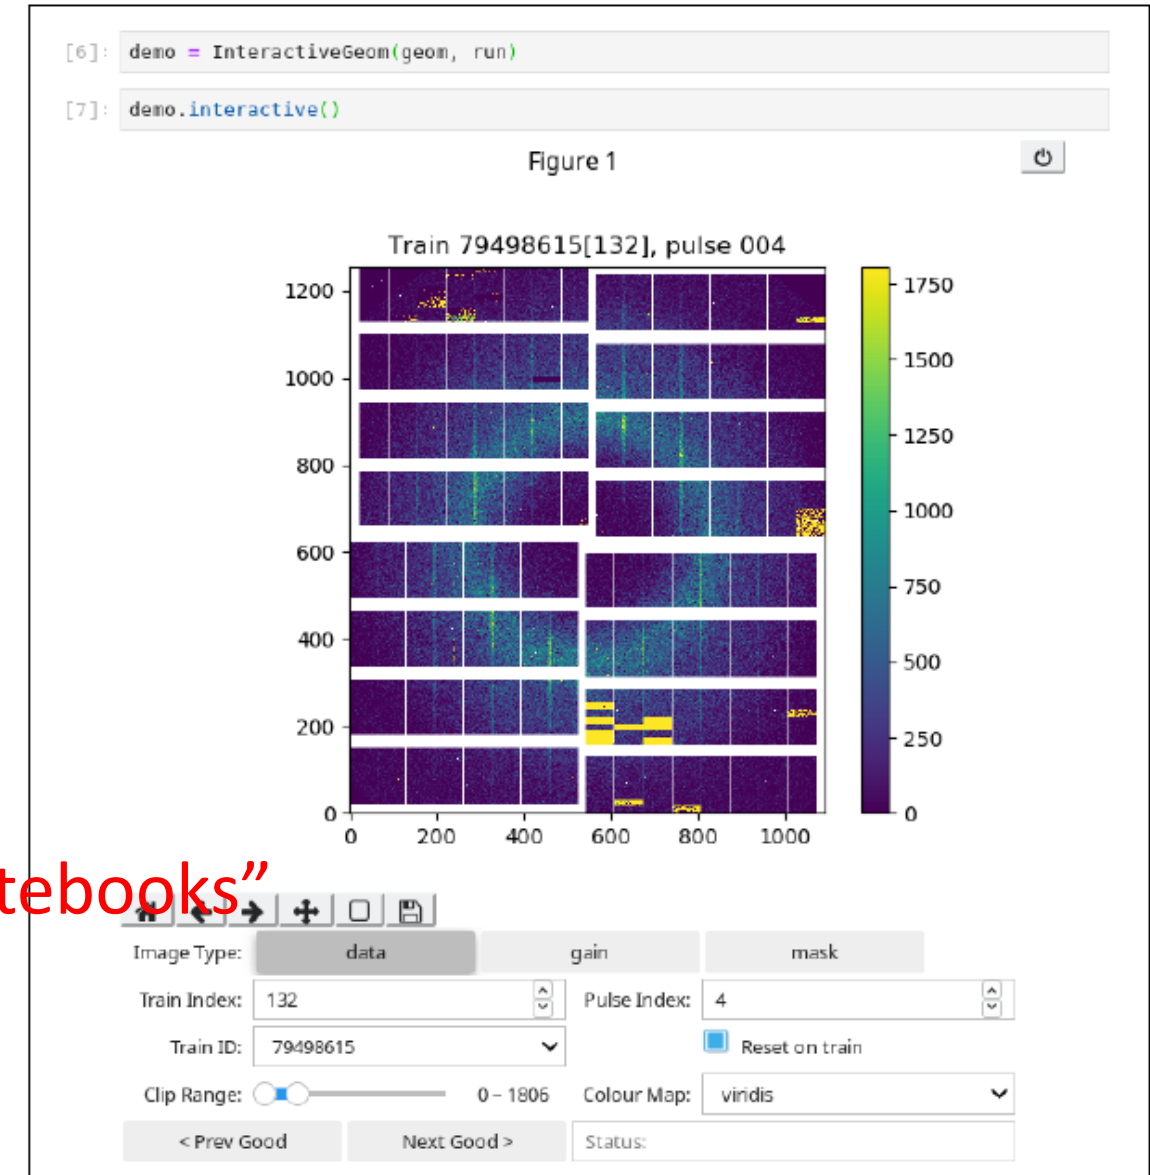 [6]: demo = InteractiveGeom(geom, run)
[7]: demo.interactive()
Figure 1
Train 79498615[132], pulse 004
1200
1000
800
600
400
200
0
0 200 400 600 800 1000
1750
1500
1250
1000
750
500
250
0
tebooks”
Image Type: data gain mask
Train Index: 132 Pulse Index: 4
Train ID: 79498615 Reset on train
Clip Range: 0 – 1806 Colour Map: viridis
< Prev Good Next Good > Status: